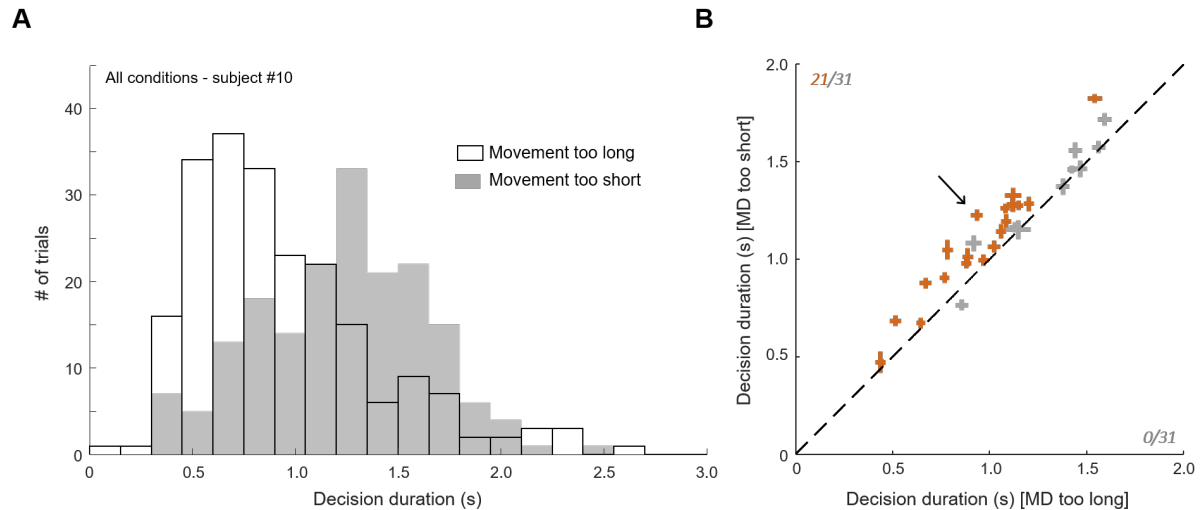 A
All conditions - subject #10
Movement too long
Movement too short
# of trials
40
30
20
10
0
0
0.5
1.0
1.5
2.0
2.5
3.0
Decision duration (s)
B
21/31
0/31
Decision duration (s) [MD too short]
2.0
1.5
1.0
0.5
0
0
0.5
1.0
1.5
2.0
Decision duration (s) [MD too long]